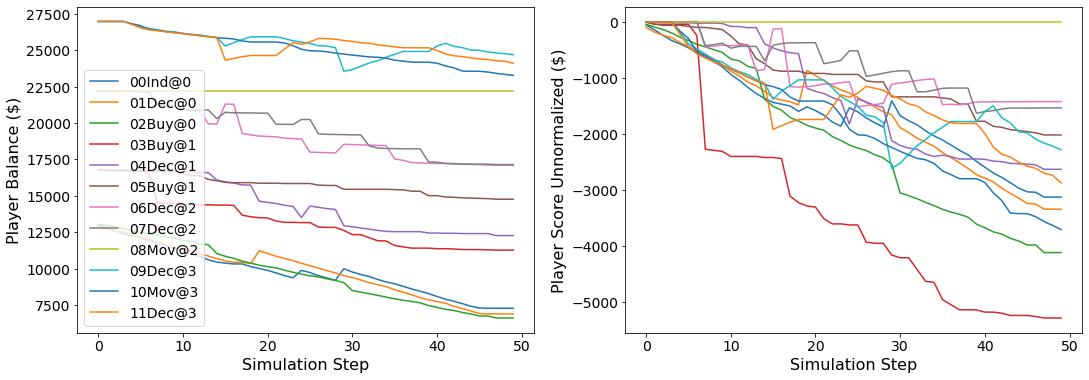 27500
25000
22500
20000
17500
15000
12500
10000
7500
Player Balance ($)
00Ind@0
01Dec@0
02Buy@0
03Buy@1
04Dec@1
05Buy@1
06Dec@2
07Dec@2
08Mov@2
09Dec@3
10Mov@3
11Dec@3
0 10 20 30 40 50
Simulation Step
0
−1000
−2000
−3000
−4000
−5000
Player Score Unnormalized ($)
0 10 20 30 40 50
Simulation Step